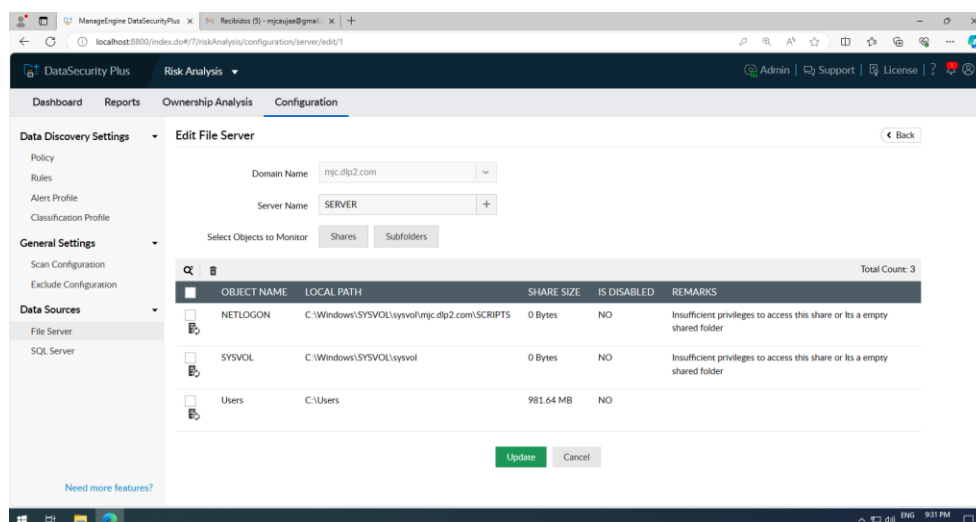 ManageEngine DataSecurityPlus
Recibidos (5) - mjcaujaa@gmail
localhost:8800/index.do#/7/riskAnalysis/configuration/server/edit/1
DataSecurity Plus
Risk Analysis
Admin | Support | License | ?
Dashboard Reports Ownership Analysis Configuration
Data Discovery Settings
Policy
Rules
Alert Profile
Classification Profile
General Settings
Scan Configuration
Exclude Configuration
Data Sources
File Server
SQL Server
Need more features?
Edit File Server
Back
Domain Name mjc.dlp2.com
Server Name SERVER
Select Objects to Monitor Shares Subfolders
Total Count: 3
OBJECT NAME LOCAL PATH SHARE SIZE IS DISABLED REMARKS
NETLOGON C:\Windows\SYSVOL\sysvol\mjc.dlp2.com\SCRIPTS 0 Bytes NO Insufficient privileges to access this share or Its a empty
shared folder
SYSVOL C:\Windows\SYSVOL\sysvol 0 Bytes NO Insufficient privileges to access this share or Its a empty
shared folder
Users C:\Users 981.64 MB NO
Update Cancel
ENG 9:31 PM